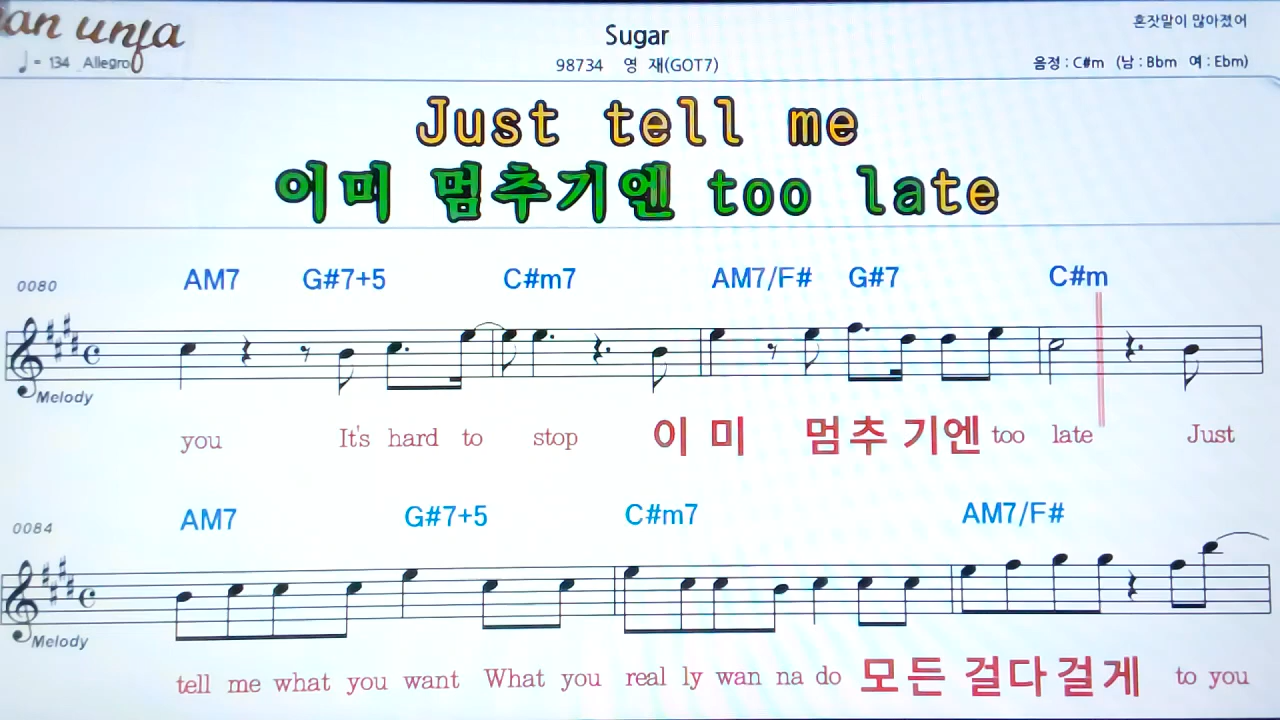 혼잣말이 많아졌어
Sugar
♩= 134 Allegro
98734 영 재(GOT7)
음정 : C#m (남 : Bbm 여 : Ebm)
Just tell me
이미 멈추기엔 too late
0080 AM7 G#7+5 C#m7 AM7/F# G#7 C#m
Melody
you It's hard to stop 이 미 멈추 기엔 too late Just
0084 AM7 G#7+5 C#m7 AM7/F#
Melody
tell me what you want What you real ly wan na do 모든 걸다걸게 to you